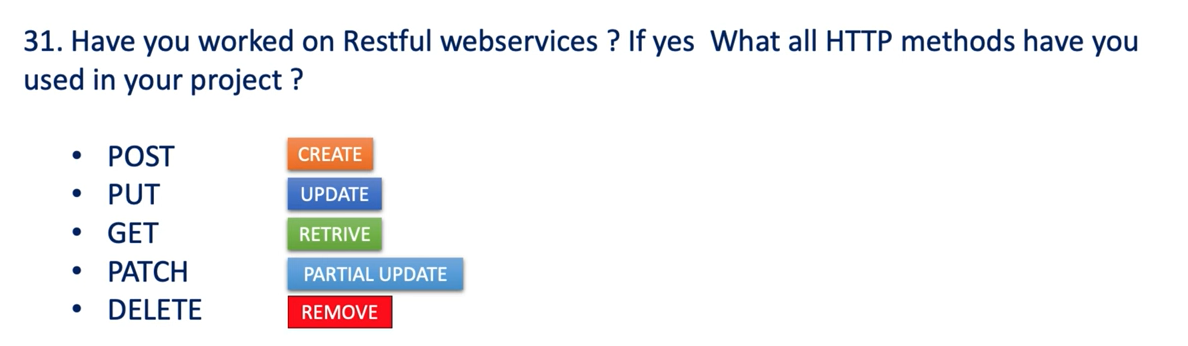 31. Have you worked on Restful webservices ? If yes What all HTTP methods have you
used in your project ?
• POST CREATE
• PUT UPDATE
• GET RETRIVE
• PATCH PARTIAL UPDATE
• DELETE REMOVE